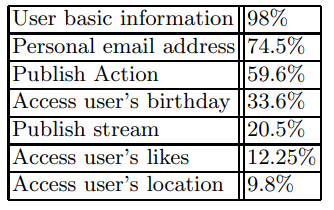 User basic information 98%
Personal email address 74.5%
Publish Action 59.6%
Access user's birthday 33.6%
Publish stream 20.5%
Access user's likes 12.25%
Access user's location 9.8%